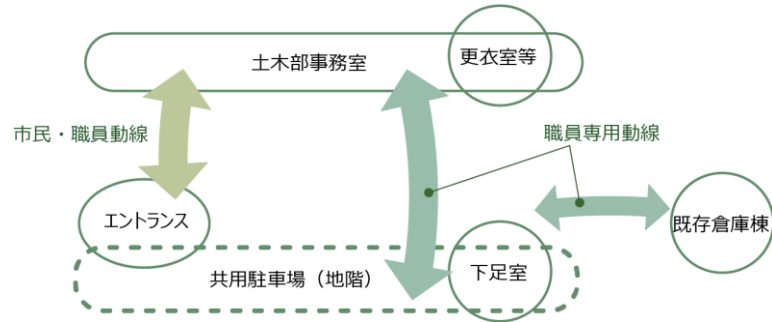 土木部事務室
更衣室等
市民・職員動線
職員専用動線
エントランス
既存倉庫棟
共用駐車場（地階）
下足室